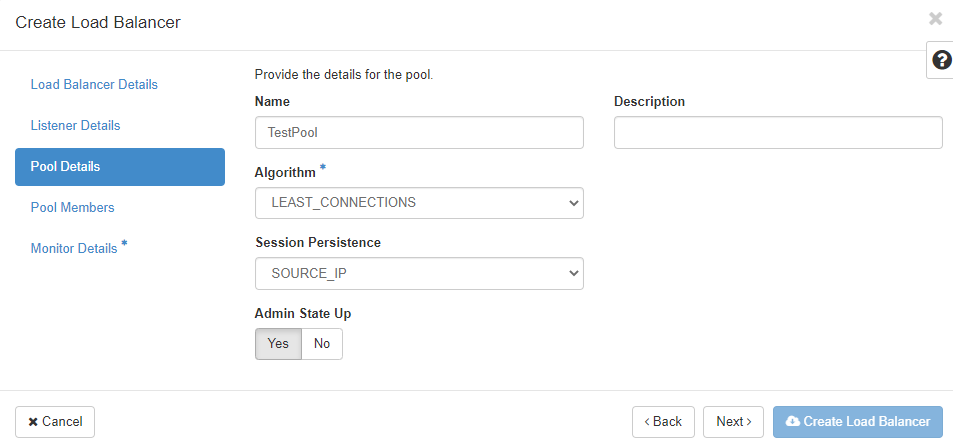 Create Load Balancer
Load Balancer Details
Listener Details
Pool Details
Pool Members
Monitor Details *
Provide the details for the pool.
Name
TestPool
Description
Algorithm *
LEAST_CONNECTIONS
Session Persistence
SOURCE_IP
Admin State Up
Yes No
Cancel
Back
Next
Create Load Balancer